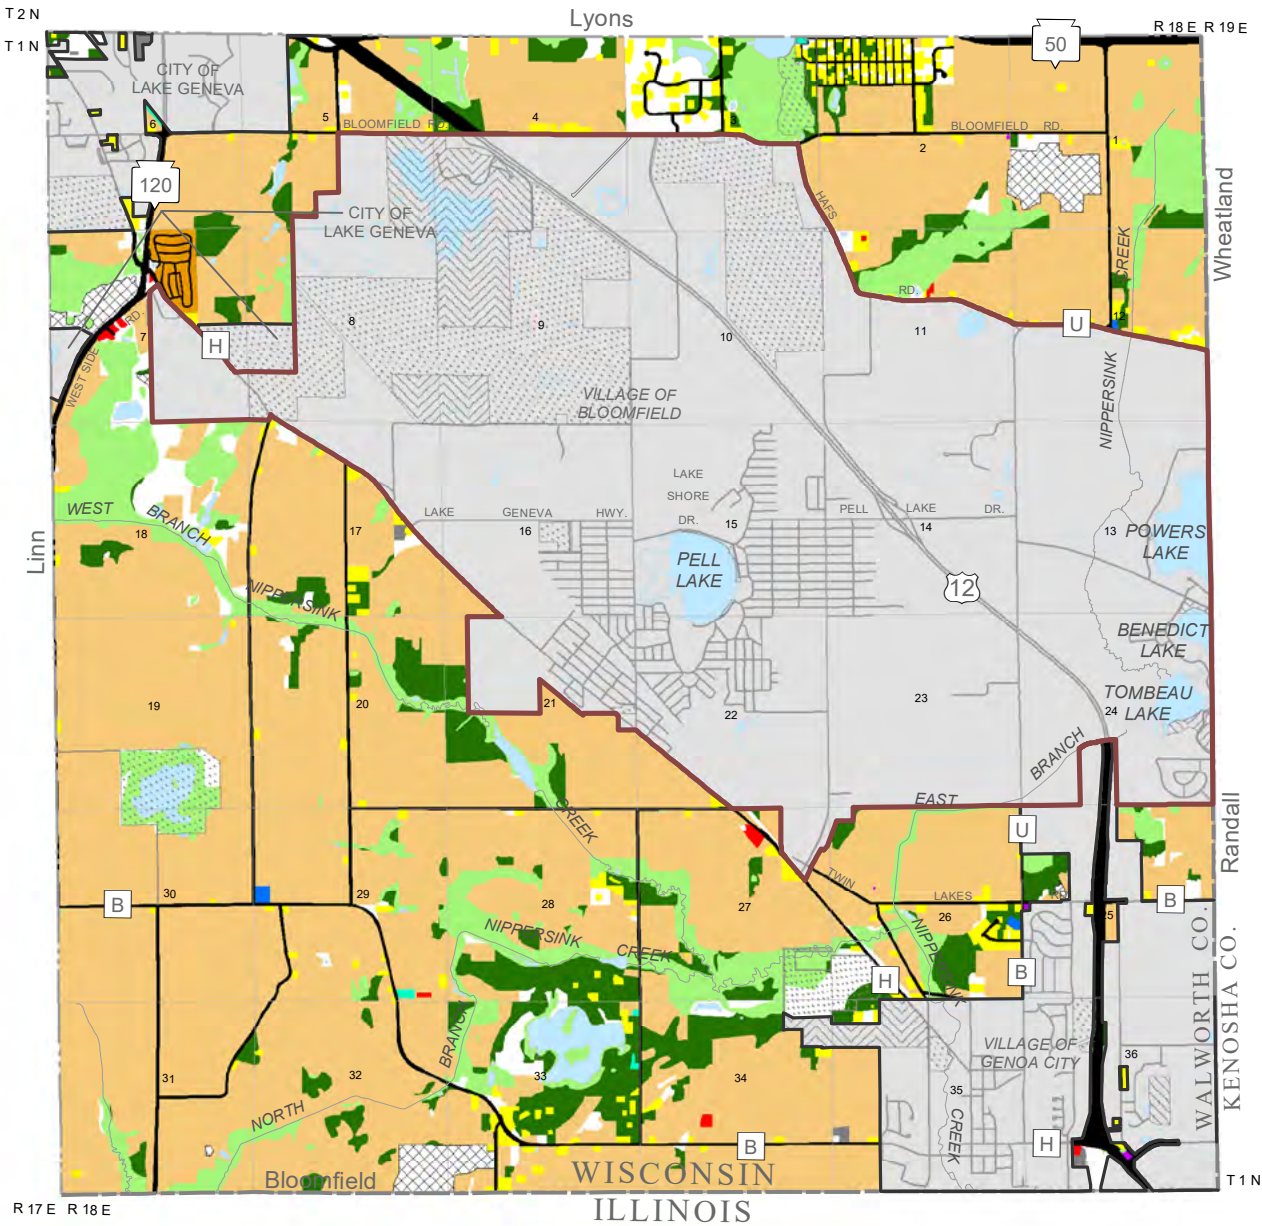 T 2 N
Lyons
R 18 E R 19 E
T 1 N
50
CITY OF
LAKE GENEVA
6
5
BLOOMFIELD RD.
4
3
BLOOMFIELD RD.
2
1
120
CITY OF
LAKE GENEVA
HAFS
RD.
Wheatland
CREEK
WEST SIDE
RD.
7
H
8
9
10
11
U
12
VILLAGE OF
BLOOMFIELD
NIPPERSINK
LAKE
SHORE
DR.
LAKE GENEVA HWY.
PELL LAKE DR.
WEST
BRANCH
18
17
16
15
14
13
POWERS
LAKE
Linn
PELL
LAKE
12
NIPPERSINK
BENEDICT
LAKE
TOMBEAU
LAKE
19
20
21
22
23
24
BRANCH
EAST
CREEK
U
Randall
TWIN
LAKES
RD.
B
30
29
28
27
26
25
B
NIPPERSINK
CREEK
NIPPERSINK
H
B
WALWORTH CO.
KENOSHA CO.
BRANCH
VILLAGE OF
GENOA CITY
31
32
33
34
35
36
NORTH
CREEK
B
H
Bloomfield
WISCONSIN
ILLINOIS
T 1 N
R 17 E R 18 E